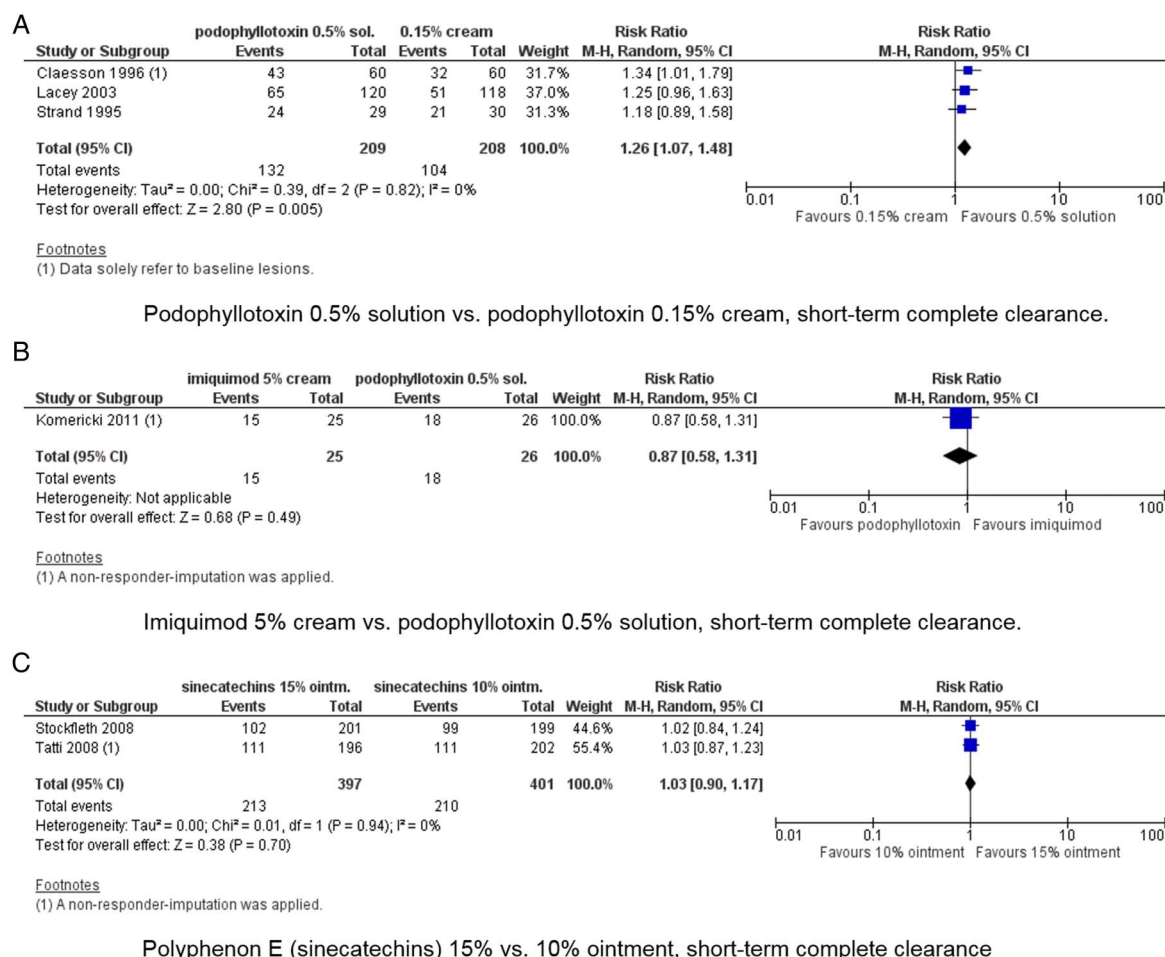 A
podophyllotoxin 0.5% sol. 0.15% cream Risk Ratio Risk Ratio
Study or Subgroup Events Total Events Total Weight M-H, Random, 95% CI M-H, Random, 95% CI
Claesson 1996 (1) 43 60 32 60 31.7% 1.34 [1.01, 1.79]
Lacey 2003 65 120 51 118 37.0% 1.25 [0.96, 1.63]
Strand 1995 24 29 21 30 31.3% 1.18 [0.89, 1.58]
Total (95% CI) 209 208 100.0% 1.26 [1.07, 1.48]
Total events 132 104
Heterogeneity: Tau² = 0.00; Chi² = 0.39, df = 2 (P = 0.82); I² = 0%
Test for overall effect: Z = 2.80 (P = 0.005)
0.01 0.1 1 10 100
Favours 0.15% cream Favours 0.5% solution
Footnotes
(1) Data solely refer to baseline lesions.
Podophyllotoxin 0.5% solution vs. podophyllotoxin 0.15% cream, short-term complete clearance.
B
imiquimod 5% cream podophyllotoxin 0.5% sol. Risk Ratio Risk Ratio
Study or Subgroup Events Total Events Total Weight M-H, Random, 95% CI M-H, Random, 95% CI
Komericki 2011 (1) 15 25 18 26 100.0% 0.87 [0.58, 1.31]
Total (95% CI) 25 26 100.0% 0.87 [0.58, 1.31]
Total events 15 18
Heterogeneity: Not applicable
Test for overall effect: Z = 0.68 (P = 0.49)
0.01 0.1 1 10 100
Favours podophyllotoxin Favours imiquimod
Footnotes
(1) A non-responder-imputation was applied.
Imiquimod 5% cream vs. podophyllotoxin 0.5% solution, short-term complete clearance.
C
sinecatechins 15% ointm. sinecatechins 10% ointm. Risk Ratio Risk Ratio
Study or Subgroup Events Total Events Total Weight M-H, Random, 95% CI M-H, Random, 95% CI
Stockfleth 2008 102 201 99 199 44.6% 1.02 [0.84, 1.24]
Tatti 2008 (1) 111 196 111 202 55.4% 1.03 [0.87, 1.23]
Total (95% CI) 397 401 100.0% 1.03 [0.90, 1.17]
Total events 213 210
Heterogeneity: Tau² = 0.00; Chi² = 0.01, df = 1 (P = 0.94); I² = 0%
Test for overall effect: Z = 0.38 (P = 0.70)
0.01 0.1 1 10 100
Favours 10% ointment Favours 15% ointment
Footnotes
(1) A non-responder-imputation was applied.
Polyphenon E (sinecatechins) 15% vs. 10% ointment, short-term complete clearance